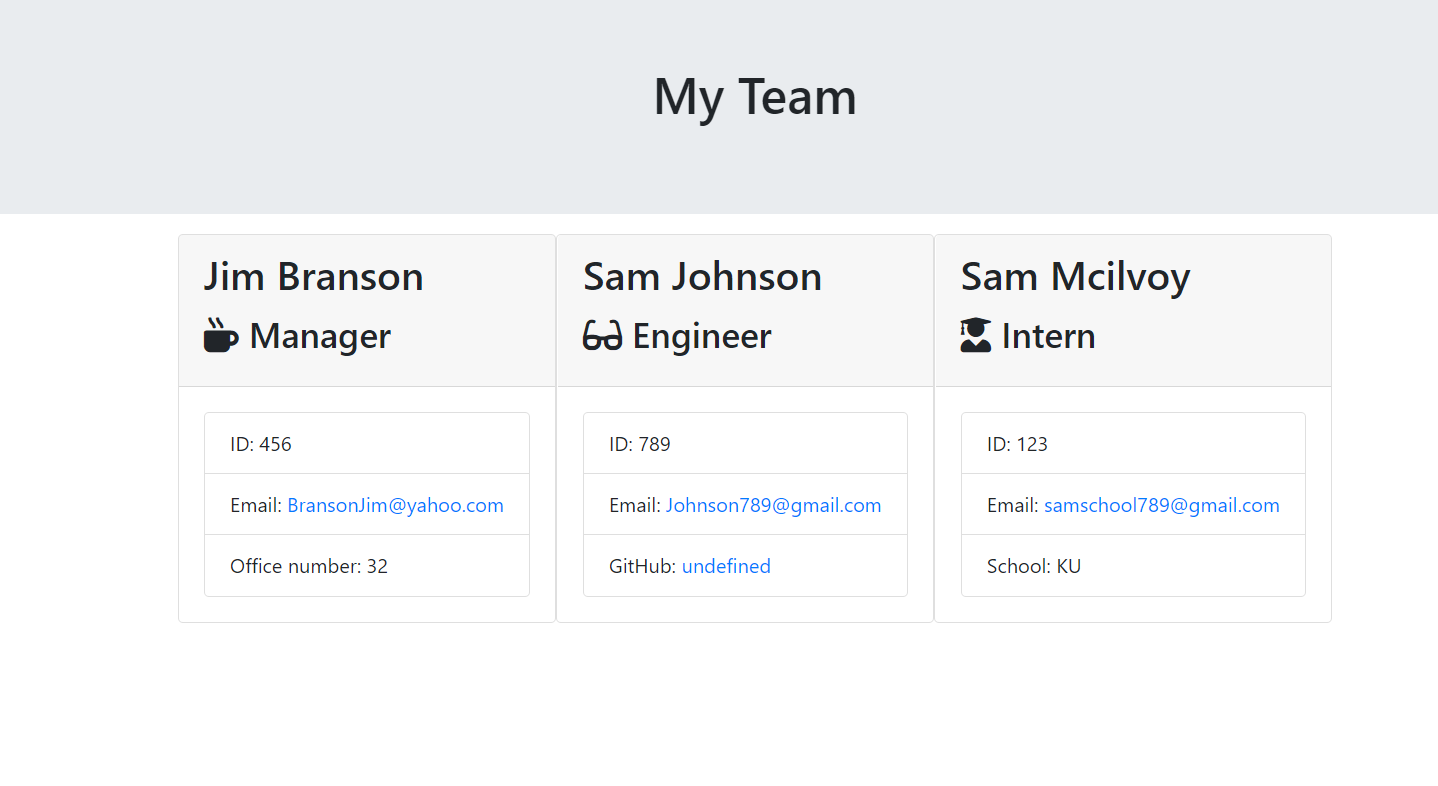 My Team
Jim Branson
Manager
ID: 456
Email: BransonJim@yahoo.com
Office number: 32
Sam Johnson
Engineer
ID: 789
Email: Johnson789@gmail.com
GitHub: undefined
Sam Mcilvoy
Intern
ID: 123
Email: samschool789@gmail.com
School: KU